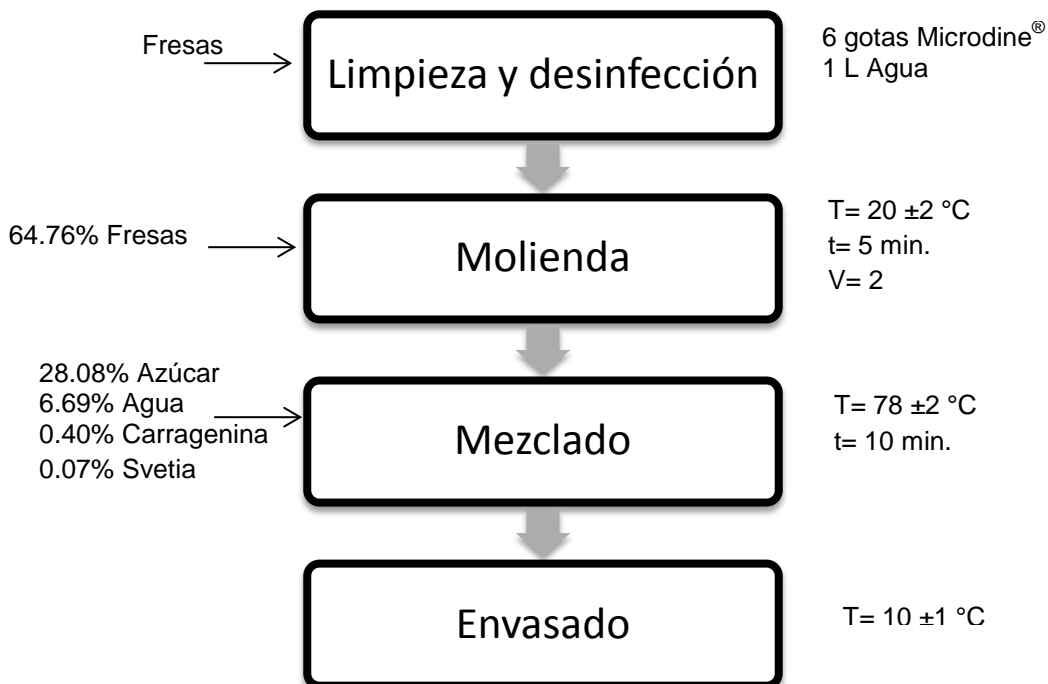 Fresas
Limpieza y desinfección
6 gotas Microdine®
1 L Agua
64.76% Fresas
Molienda
T= 20 ±2 °C
t= 5 min.
V= 2
28.08% Azúcar
6.69% Agua
0.40% Carragenina
0.07% Svetia
Mezclado
T= 78 ±2 °C
t= 10 min.
Envasado
T= 10 ±1 °C